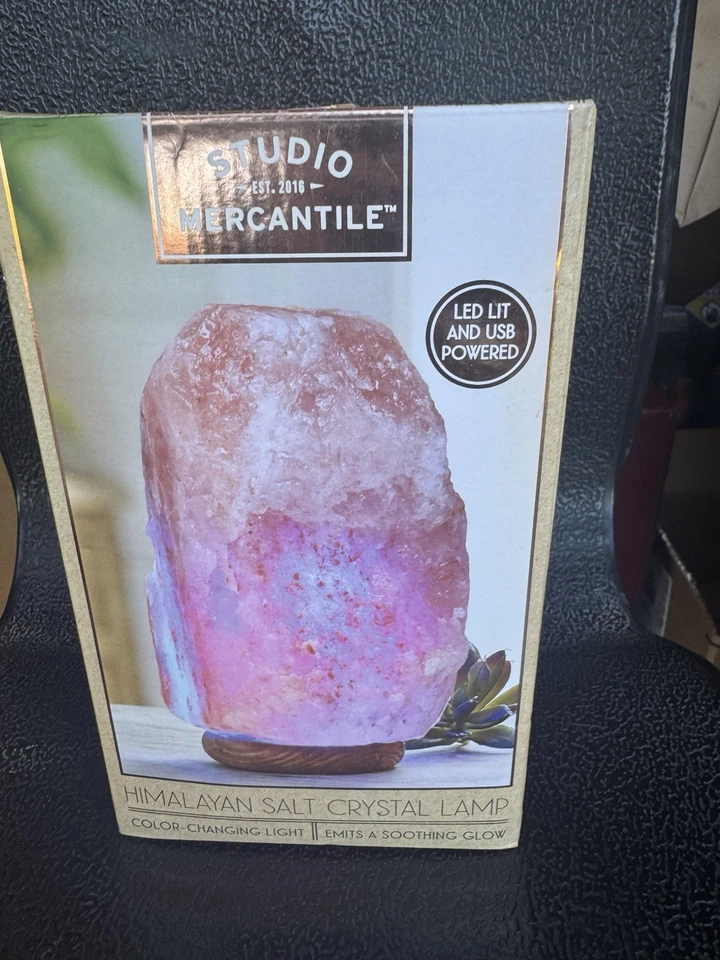 STUDIO
EST. 2016
MERCANTILE™
LED LIT
AND USB
POWERED
HIMALAYAN SALT CRYSTAL LAMP
COLOR-CHANGING LIGHT || EMITS A SOOTHING GLOW